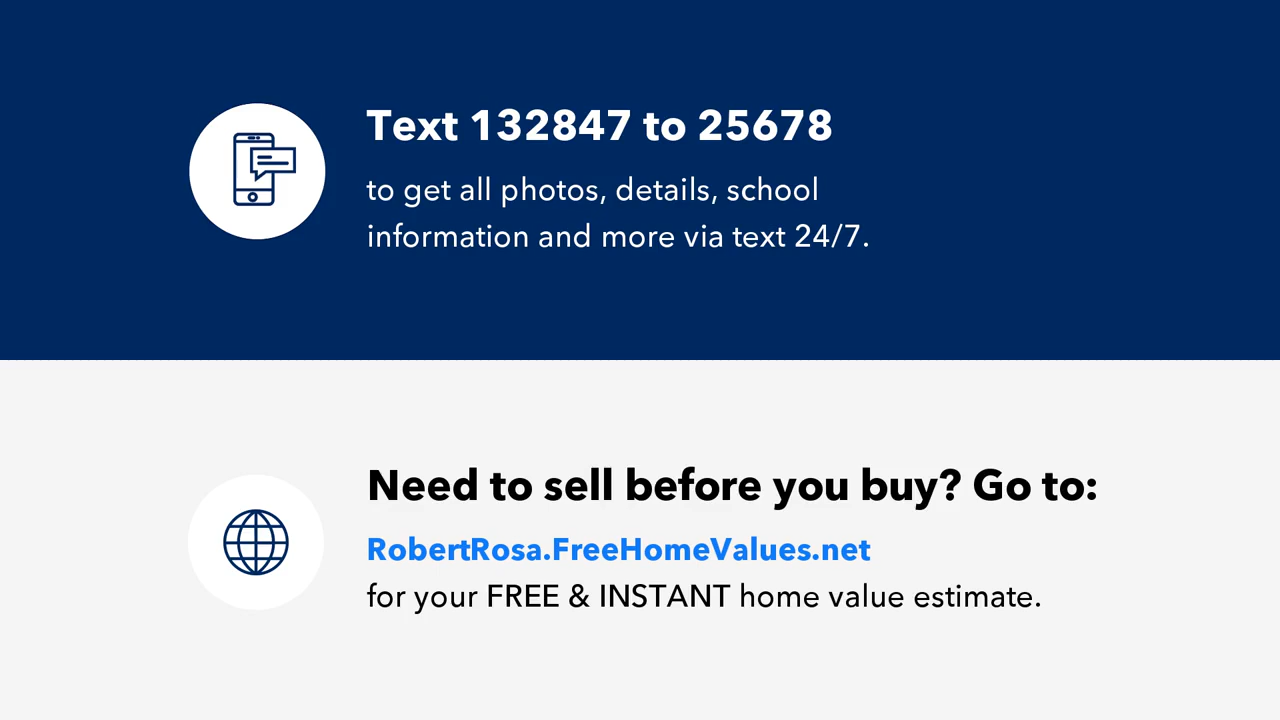 Text 132847 to 25678
to get all photos, details, school
information and more via text 24/7.
Need to sell before you buy? Go to:
RobertRosa.FreeHomeValues.net
for your FREE & INSTANT home value estimate.